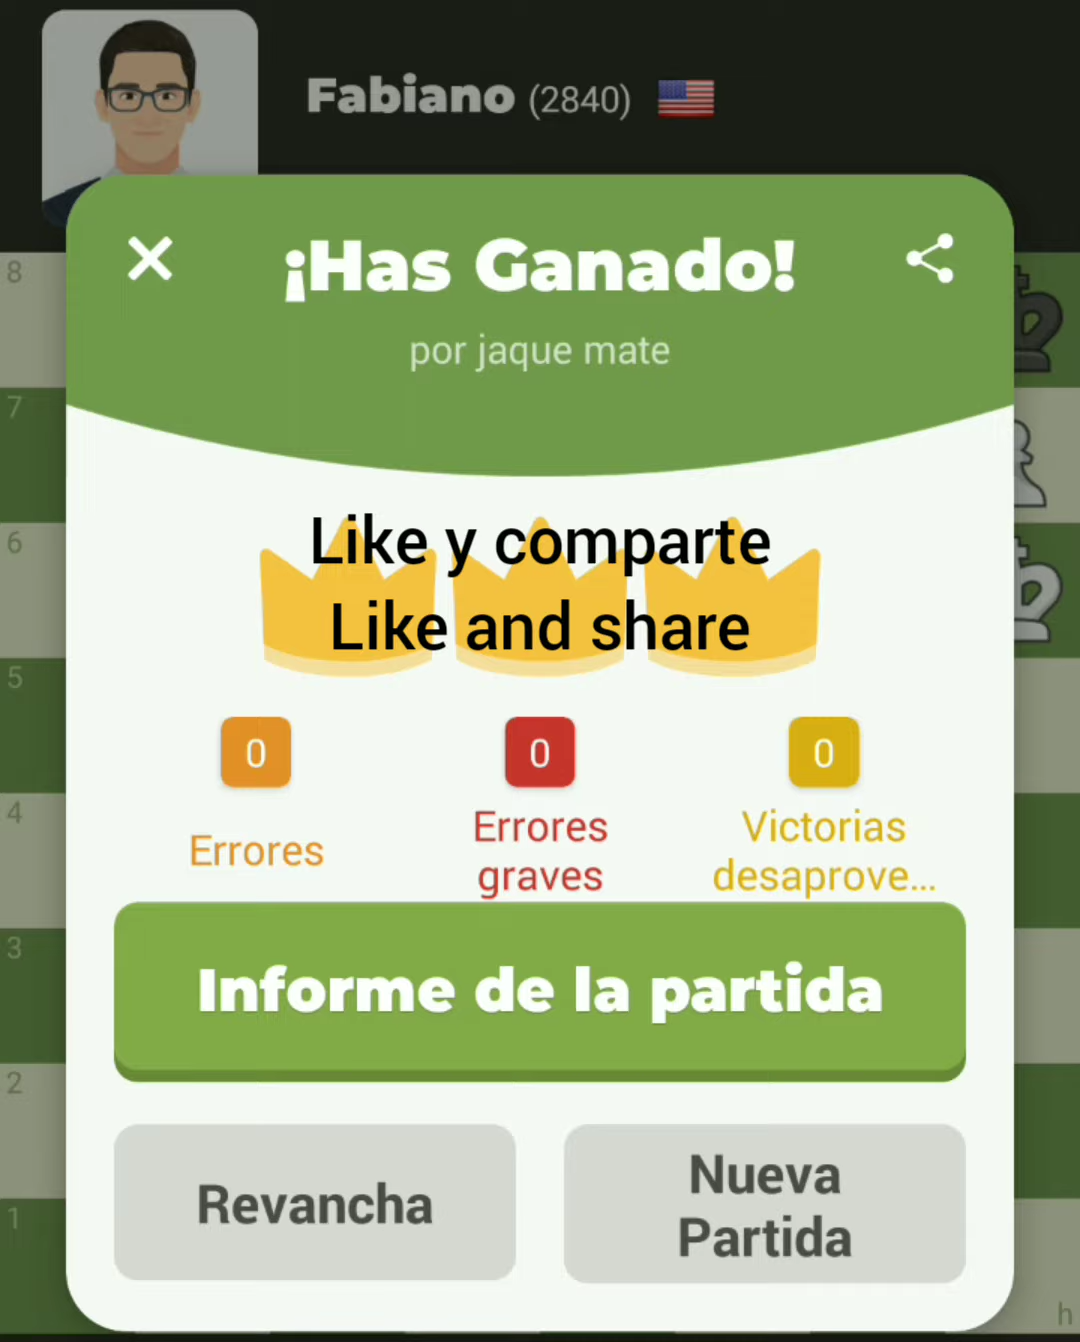 Fabiano (2840)
¡Has Ganado!
por jaque mate
8
7
6
5
4
3
2
1
Like y comparte
Like and share
0
0
0
Errores
Errores
graves
Victorias
desaprove...
Informe de la partida
Revancha
Nueva
Partida
h